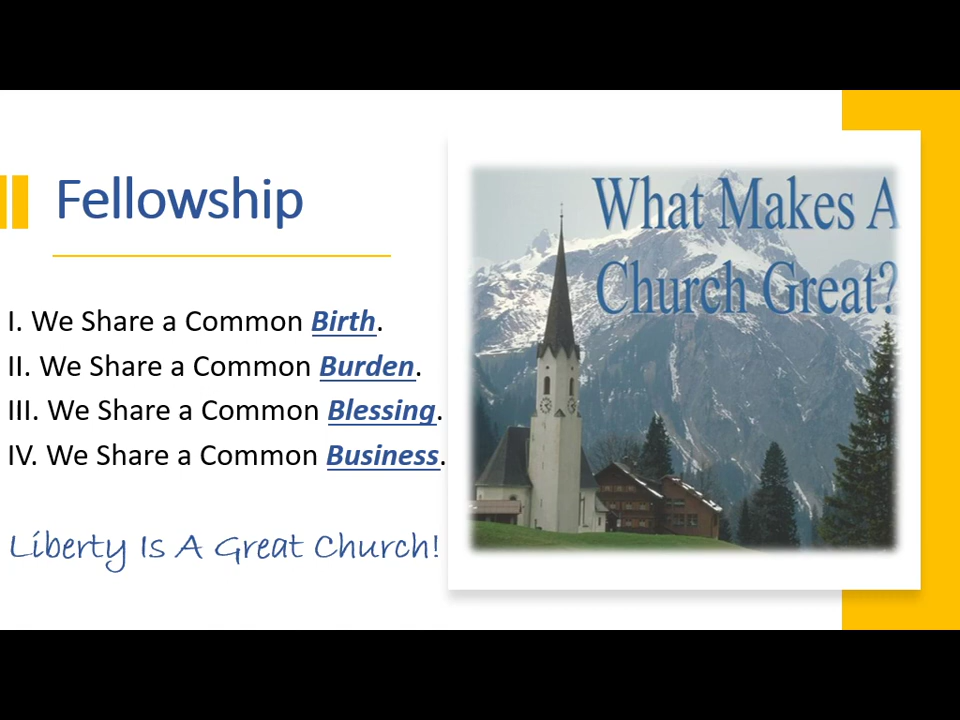 Fellowship
I. We Share a Common Birth.
II. We Share a Common Burden.
III. We Share a Common Blessing.
IV. We Share a Common Business.
Liberty Is A Great Church!
What Makes A
Church Great?